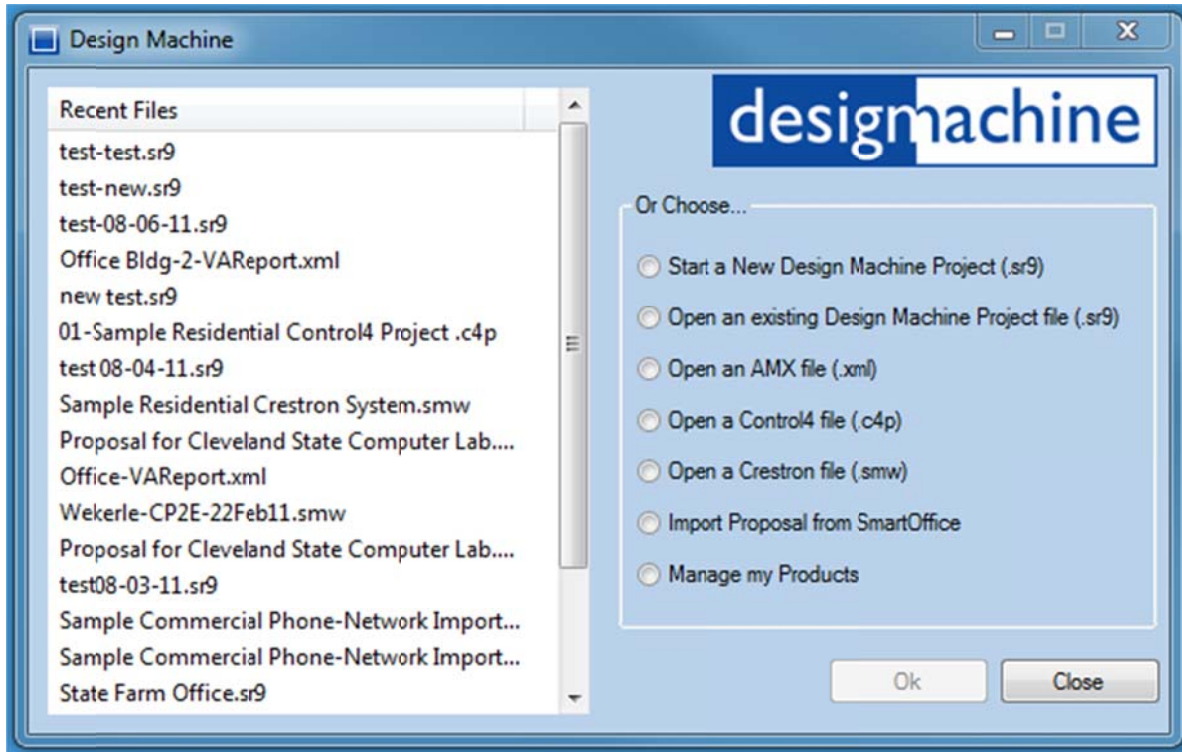 Design Machine
Recent Files
test-test.sr9
test-new.sr9
test-08-06-11.sr9
Office Bldg-2-VAReport.xml
new test.sr9
01-Sample Residential Control4 Project .c4p
test 08-04-11.sr9
Sample Residential Crestron System.smw
Proposal for Cleveland State Computer Lab....
Office-VAReport.xml
Wekerle-CP2E-22Feb11.smw
Proposal for Cleveland State Computer Lab....
test08-03-11.sr9
Sample Commercial Phone-Network Import...
Sample Commercial Phone-Network Import...
State Farm Office.sr9
designmachine
Or Choose...
Start a New Design Machine Project (.sr9)
Open an existing Design Machine Project file (.sr9)
Open an AMX file (.xml)
Open a Control4 file (.c4p)
Open a Crestron file (.smw)
Import Proposal from SmartOffice
Manage my Products
Ok
Close